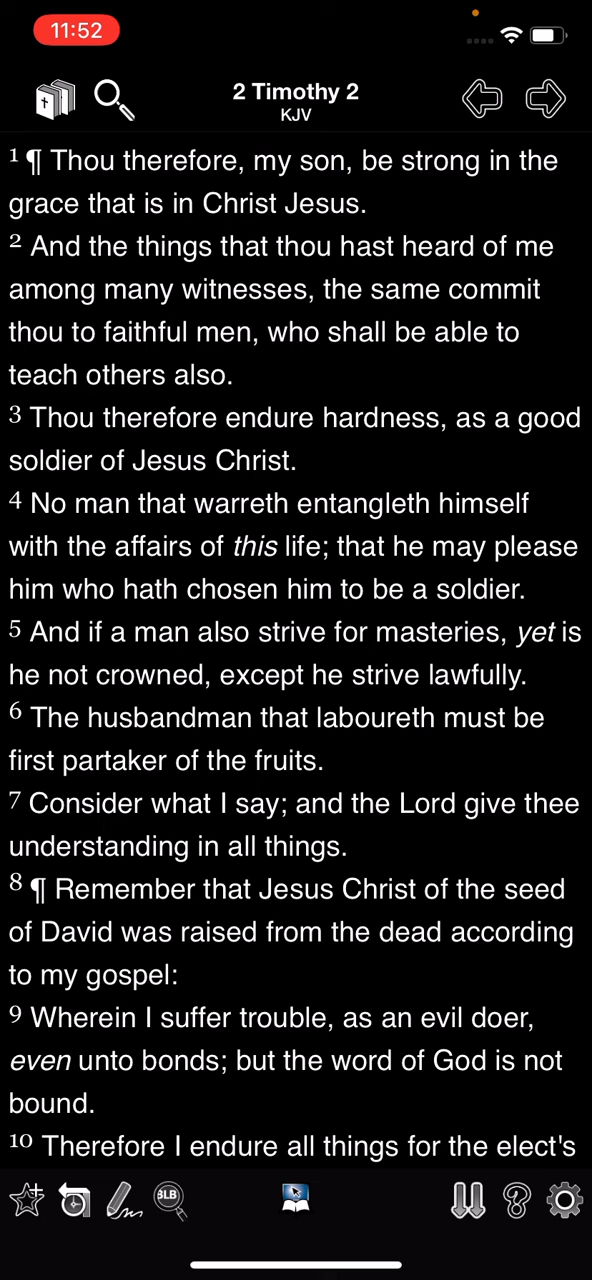 11:52
2 Timothy 2
KJV
1 ¶ Thou therefore, my son, be strong in the
grace that is in Christ Jesus.
2 And the things that thou hast heard of me
among many witnesses, the same commit
thou to faithful men, who shall be able to
teach others also.
3 Thou therefore endure hardness, as a good
soldier of Jesus Christ.
4 No man that warreth entangleth himself
with the affairs of this life; that he may please
him who hath chosen him to be a soldier.
5 And if a man also strive for masteries, yet is
he not crowned, except he strive lawfully.
6 The husbandman that laboureth must be
first partaker of the fruits.
7 Consider what I say; and the Lord give thee
understanding in all things.
8 ¶ Remember that Jesus Christ of the seed
of David was raised from the dead according
to my gospel:
9 Wherein I suffer trouble, as an evil doer,
even unto bonds; but the word of God is not
bound.
10 Therefore I endure all things for the elect's
BLB